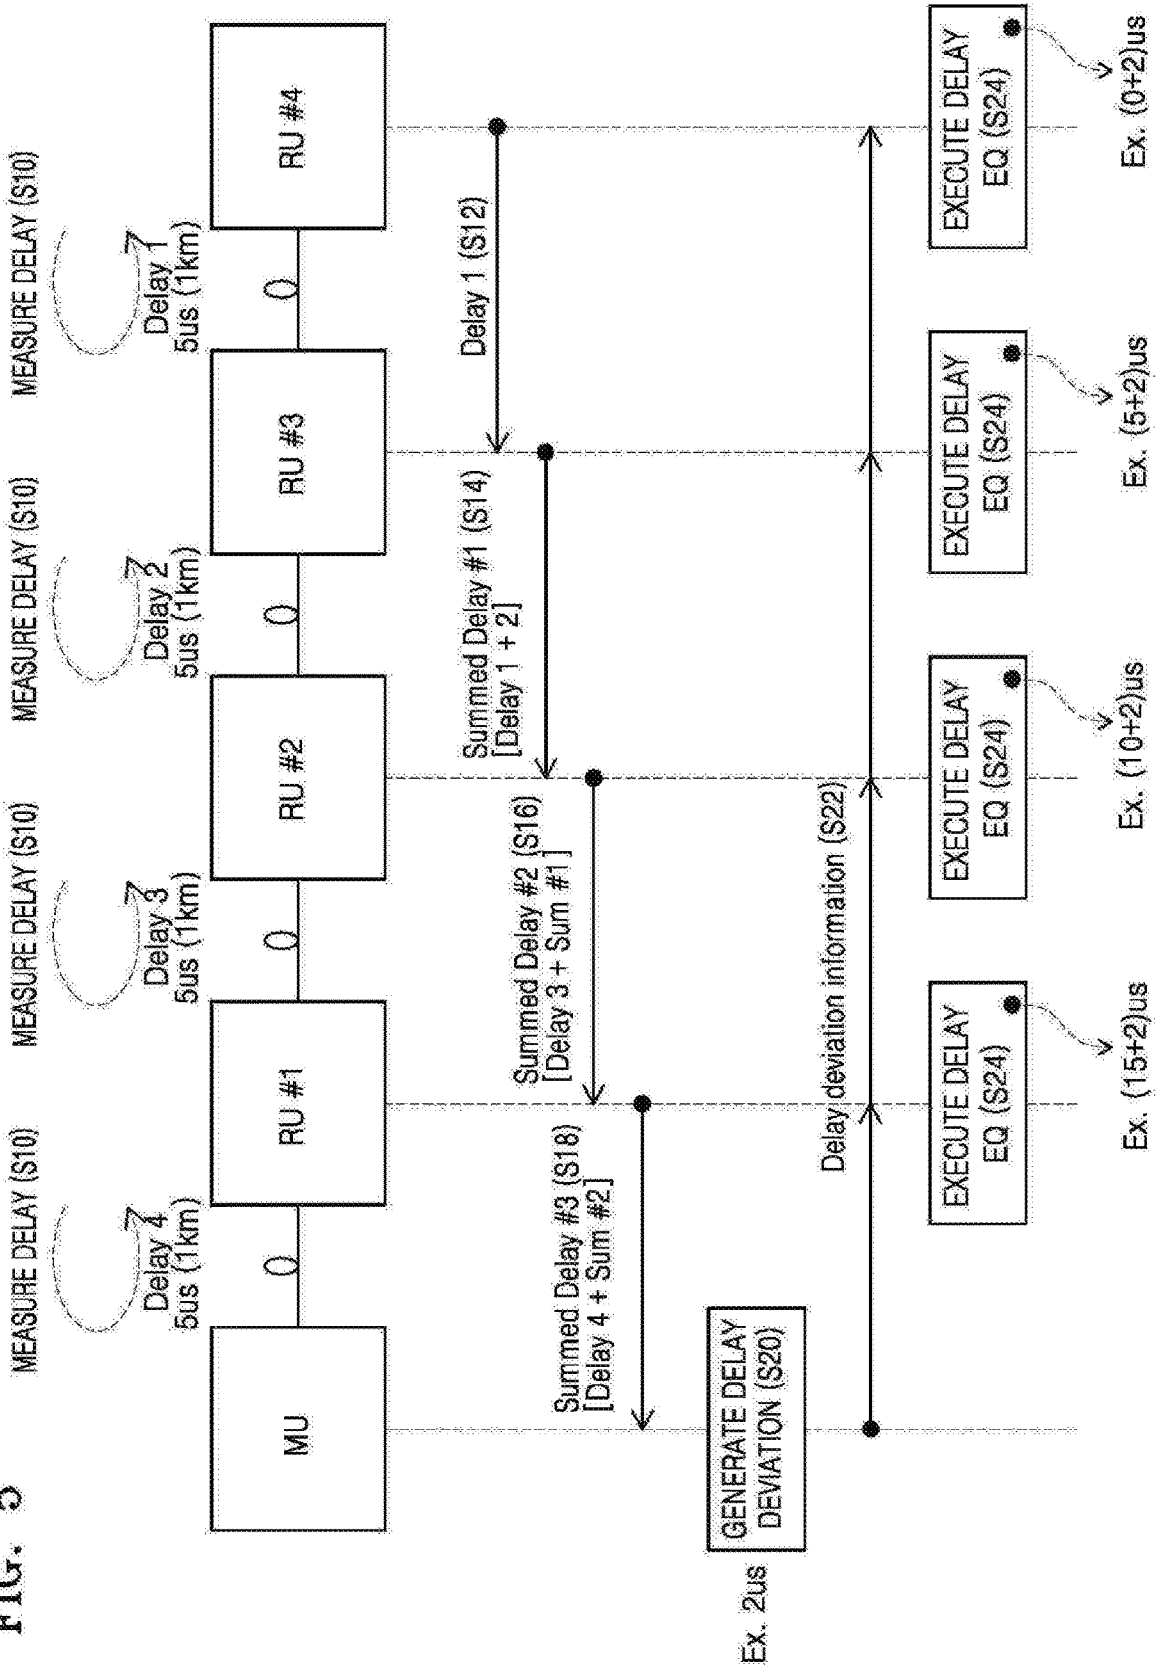 FIG. 5
MEASURE DELAY (S10)
MEASURE DELAY (S10)
MEASURE DELAY (S10)
MEASURE DELAY (S10)
Delay 4
5us (1km)
Delay 3
5us (1km)
Delay 2
5us (1km)
Delay 1
5us (1km)
MU
RU #1
RU #2
RU #3
RU #4
Delay 1 (S12)
Summed Delay #1 (S14)
[Delay 1 + 2]
Summed Delay #2 (S16)
[Delay 3 + Sum #1]
Summed Delay #3 (S18)
[Delay 4 + Sum #2]
Ex. 2us
GENERATE DELAY
DEVIATION (S20)
Delay deviation information (S22)
EXECUTE DELAY
EQ (S24)
EXECUTE DELAY
EQ (S24)
EXECUTE DELAY
EQ (S24)
EXECUTE DELAY
EQ (S24)
Ex. (15+2)us
Ex. (10+2)us
Ex. (5+2)us
Ex. (0+2)us